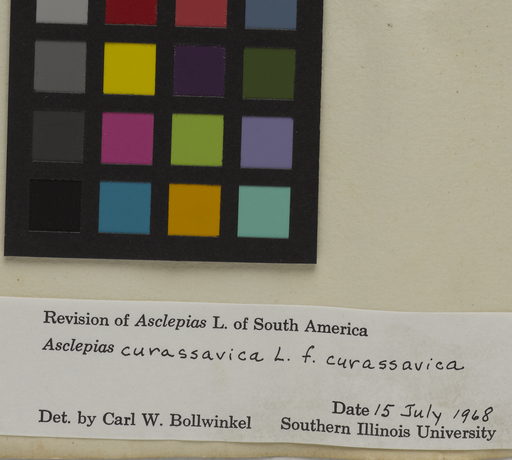 Revision of Asclepias L. of South America
Asclepias curassavica L. f. curassavica
Date 15 July 1968
Det. by Carl W. Bollwinkel Southern Illinois University